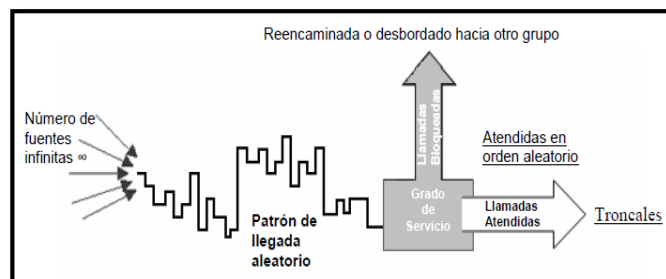 Reencaminada o desbordado hacia otro grupo
Número de
fuentes
infinitas ∞
Llamadas
Bloqueadas
Atendidas en
orden aleatorio
Patrón de
llegada
aleatorio
Grado
de
Servicio
Llamadas
Atendidas
Troncales